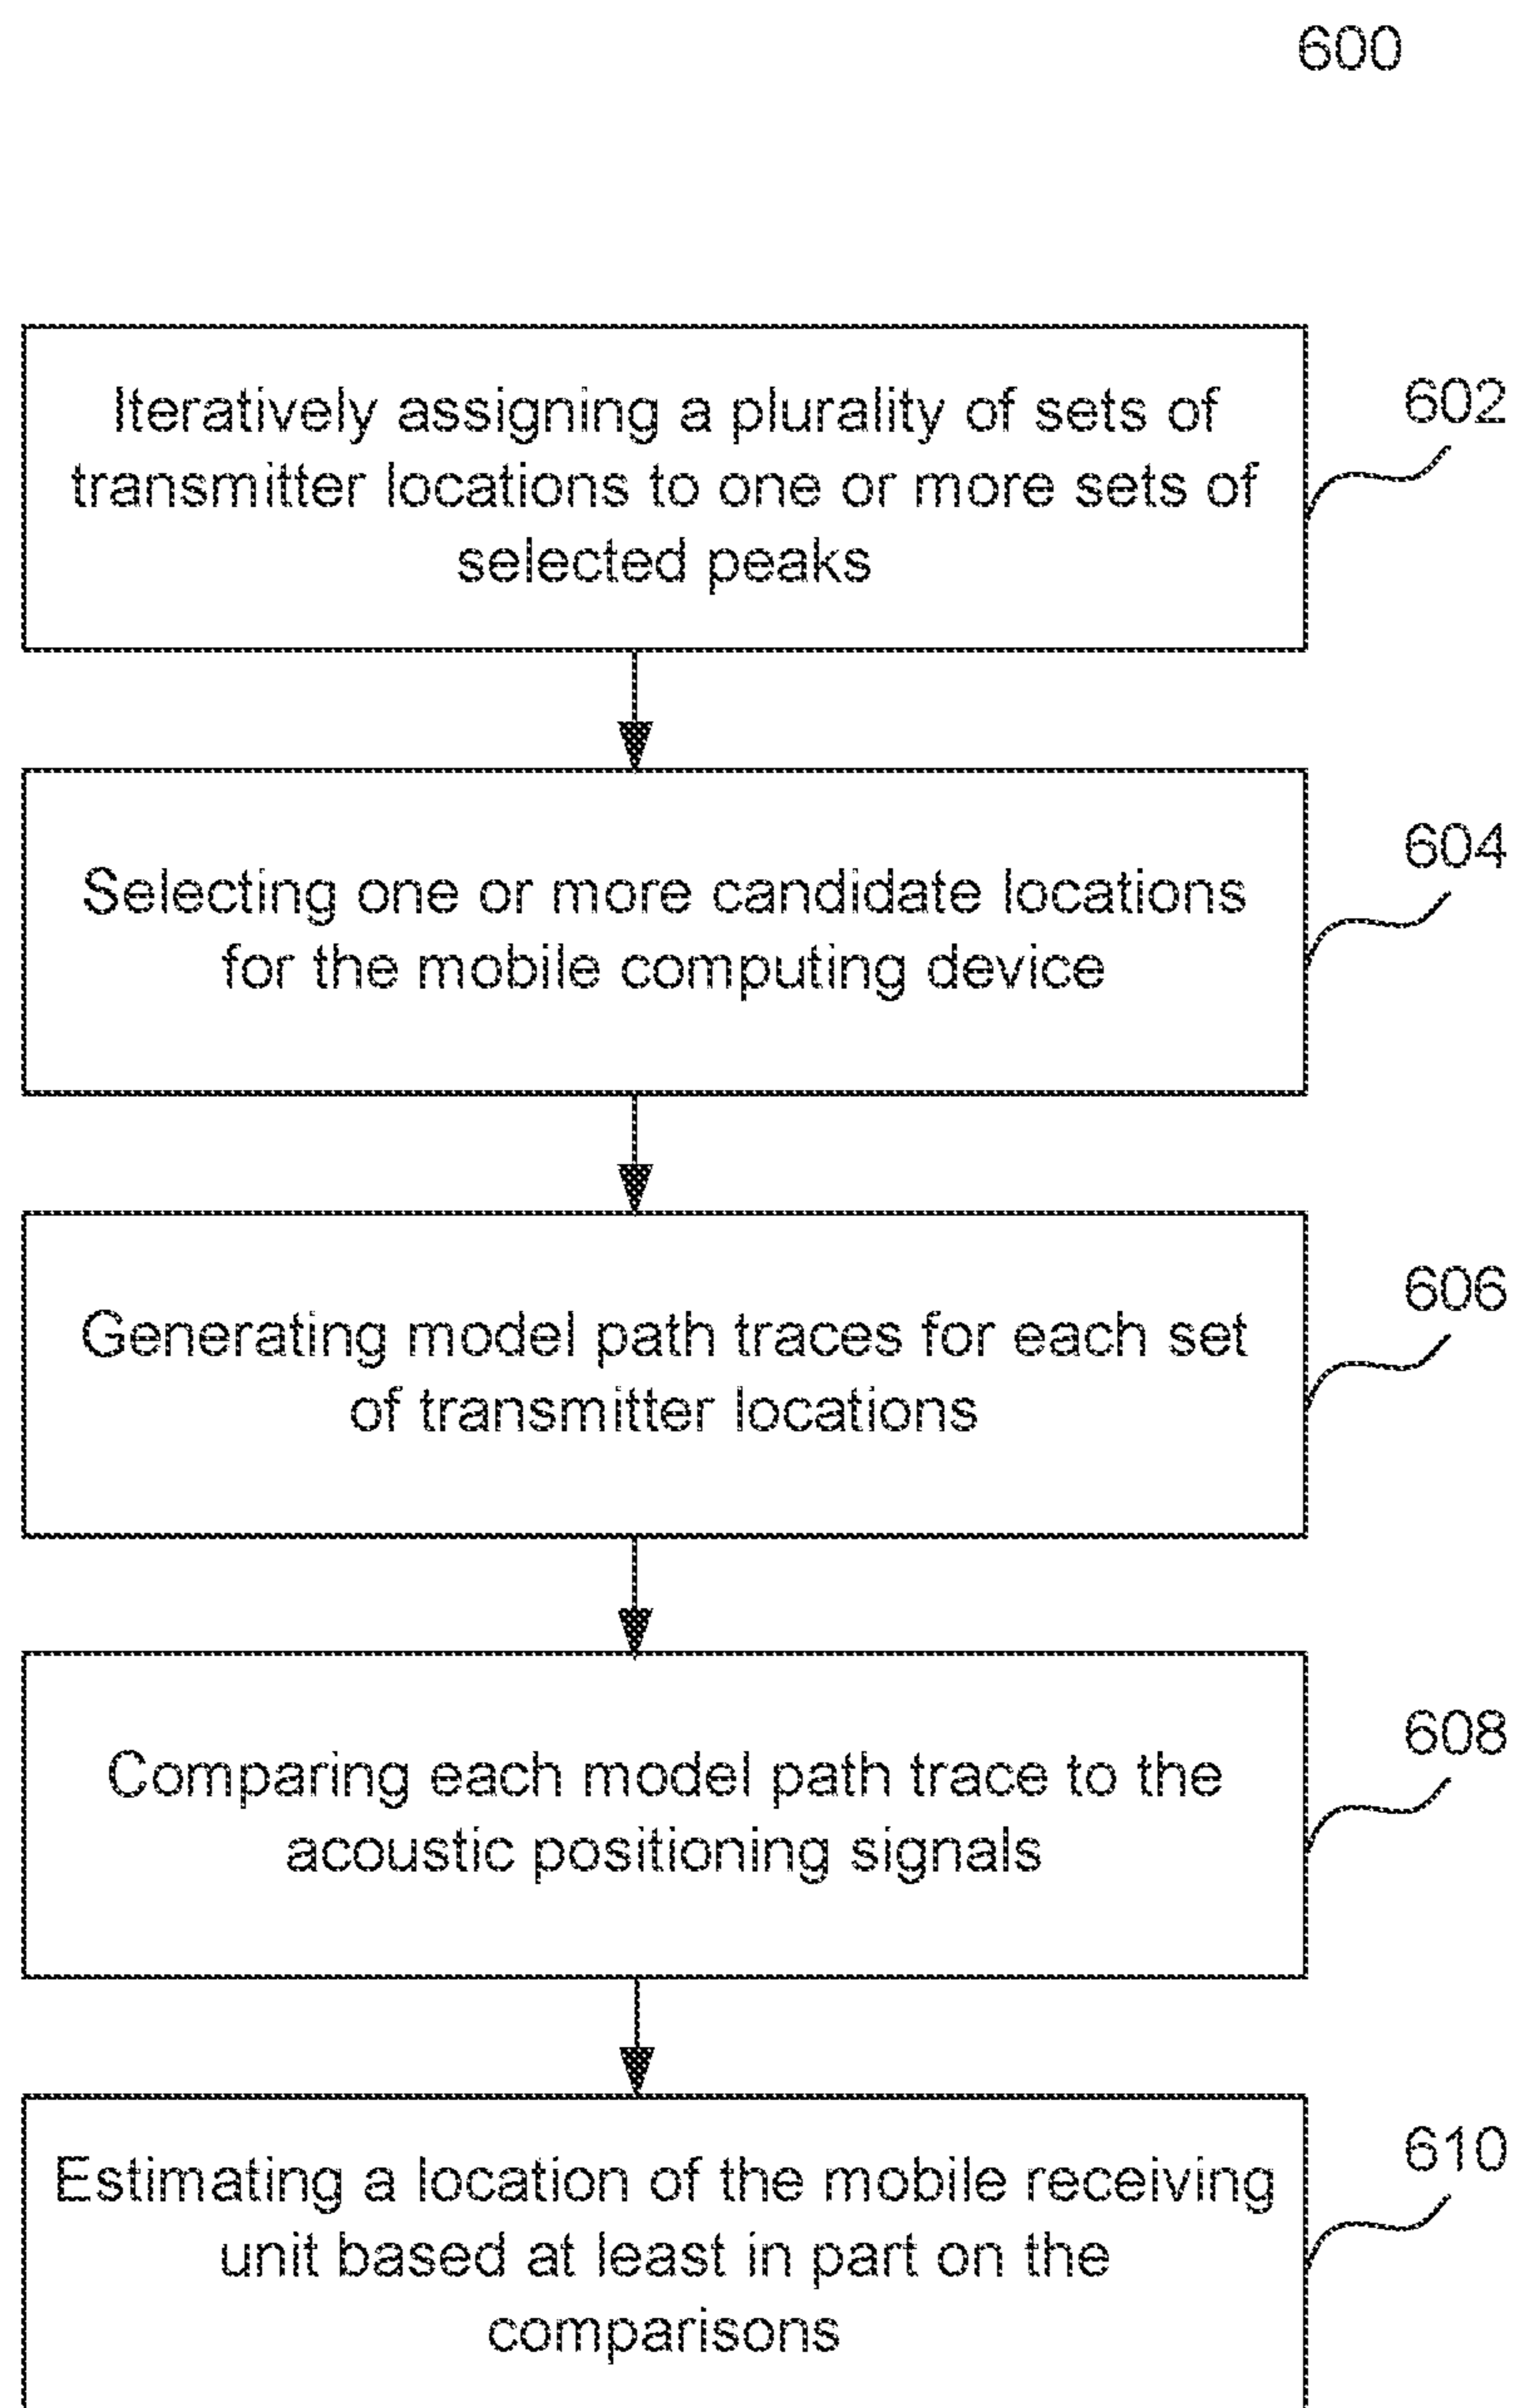 600
Iteratively assigning a plurality of sets of
transmitter locations to one or more sets of
selected peaks
602
Selecting one or more candidate locations
for the mobile computing device
604
Generating model path traces for each set
of transmitter locations
606
Comparing each model path trace to the
acoustic positioning signals
608
Estimating a location of the mobile receiving
unit based at least in part on the
comparisons
610